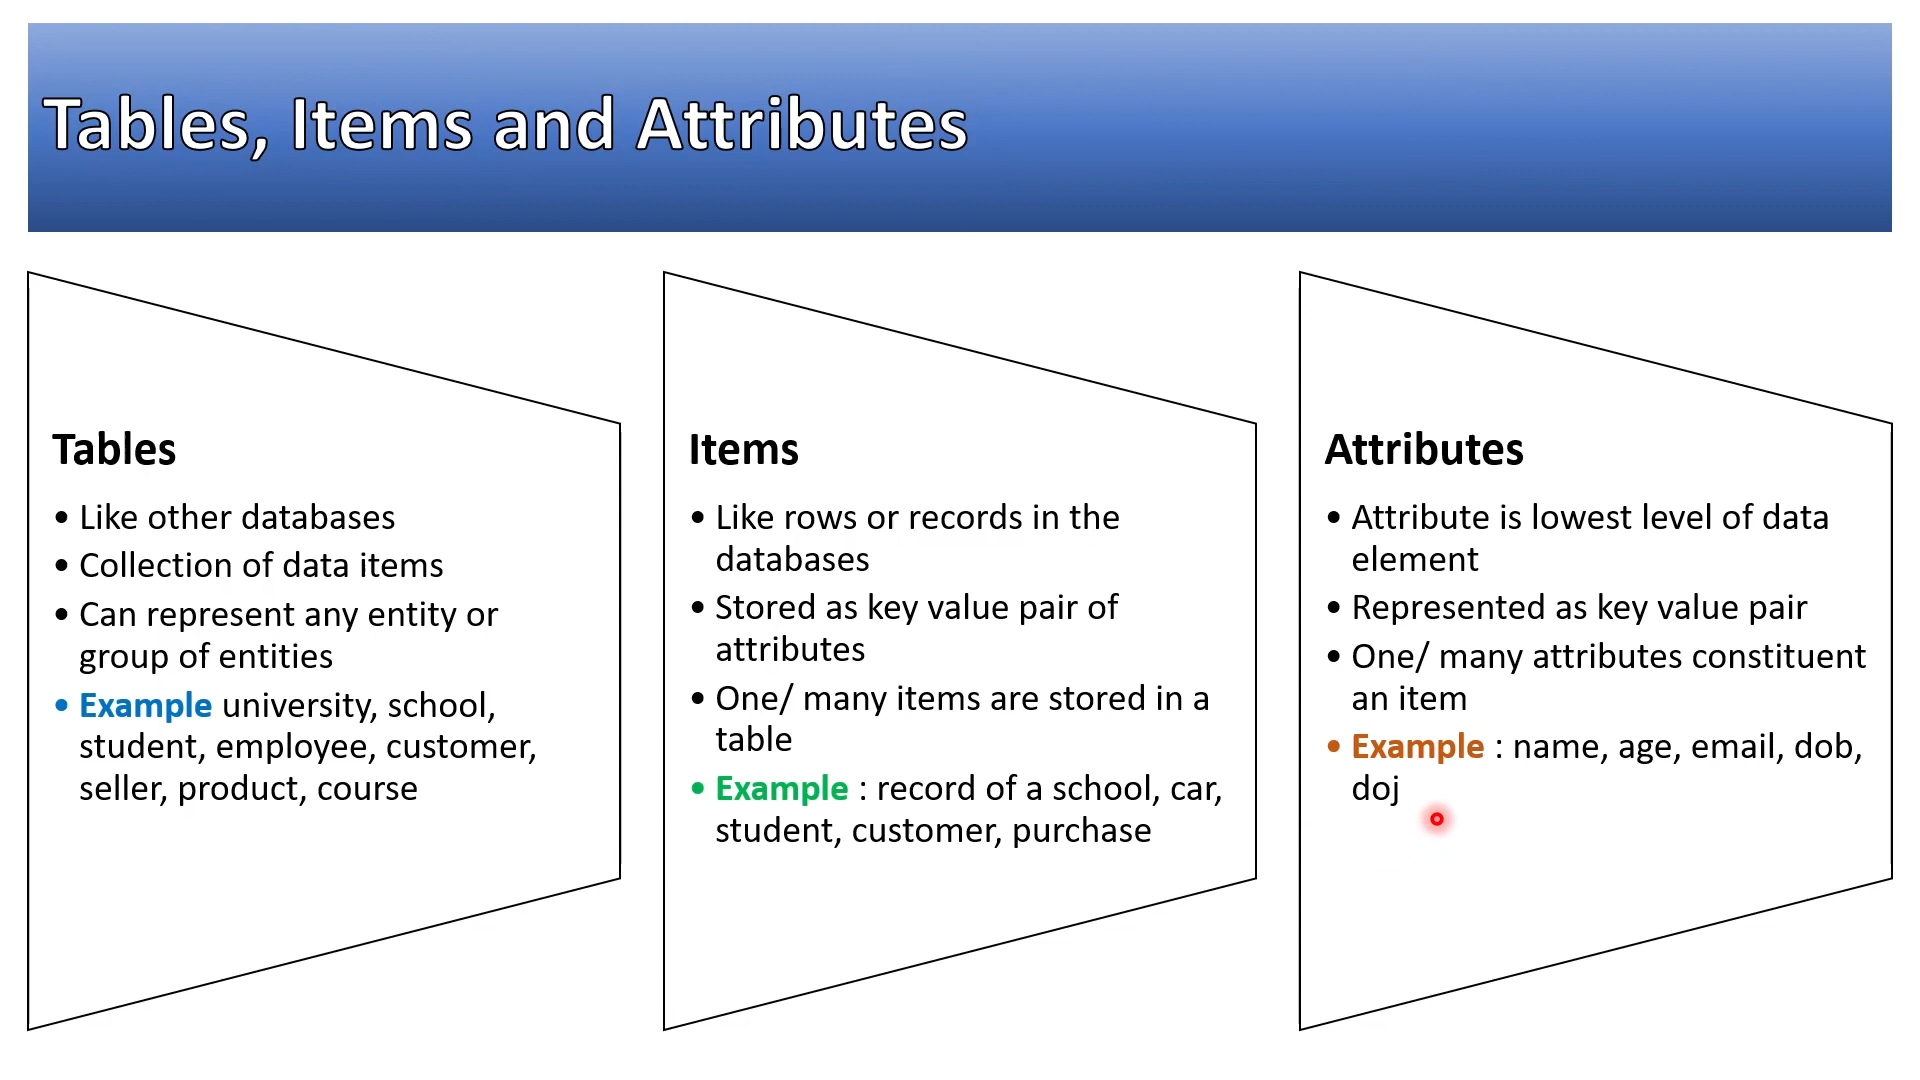 Tables, Items and Attributes
Tables
• Like other databases
• Collection of data items
• Can represent any entity or
group of entities
• Example university, school,
student, employee, customer,
seller, product, course
Items
• Like rows or records in the
databases
• Stored as key value pair of
attributes
• One/ many items are stored in a
table
• Example : record of a school, car,
student, customer, purchase
Attributes
• Attribute is lowest level of data
element
• Represented as key value pair
• One/ many attributes constituent
an item
• Example : name, age, email, dob,
doj